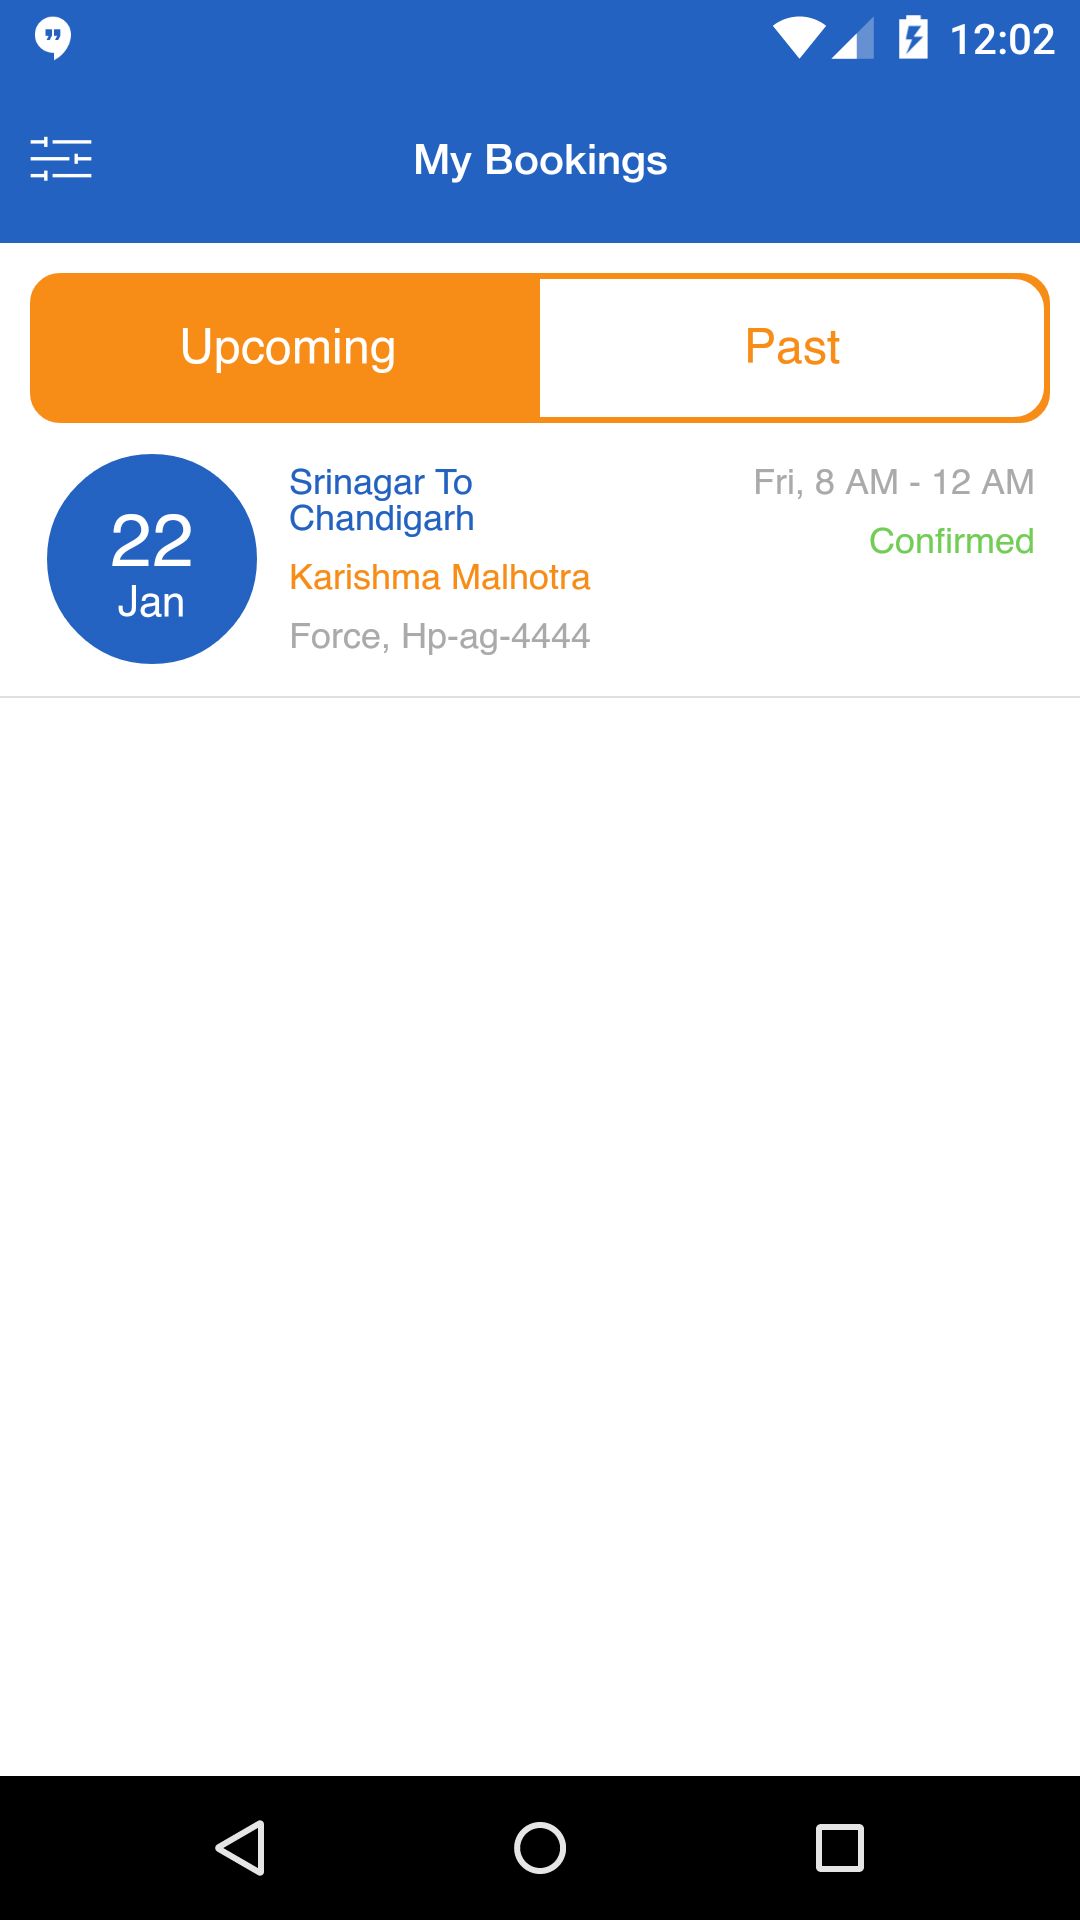 12:02
My Bookings
Upcoming
Past
22
Jan
Srinagar To
Chandigarh
Karishma Malhotra
Force, Hp-ag-4444
Fri, 8 AM - 12 AM
Confirmed